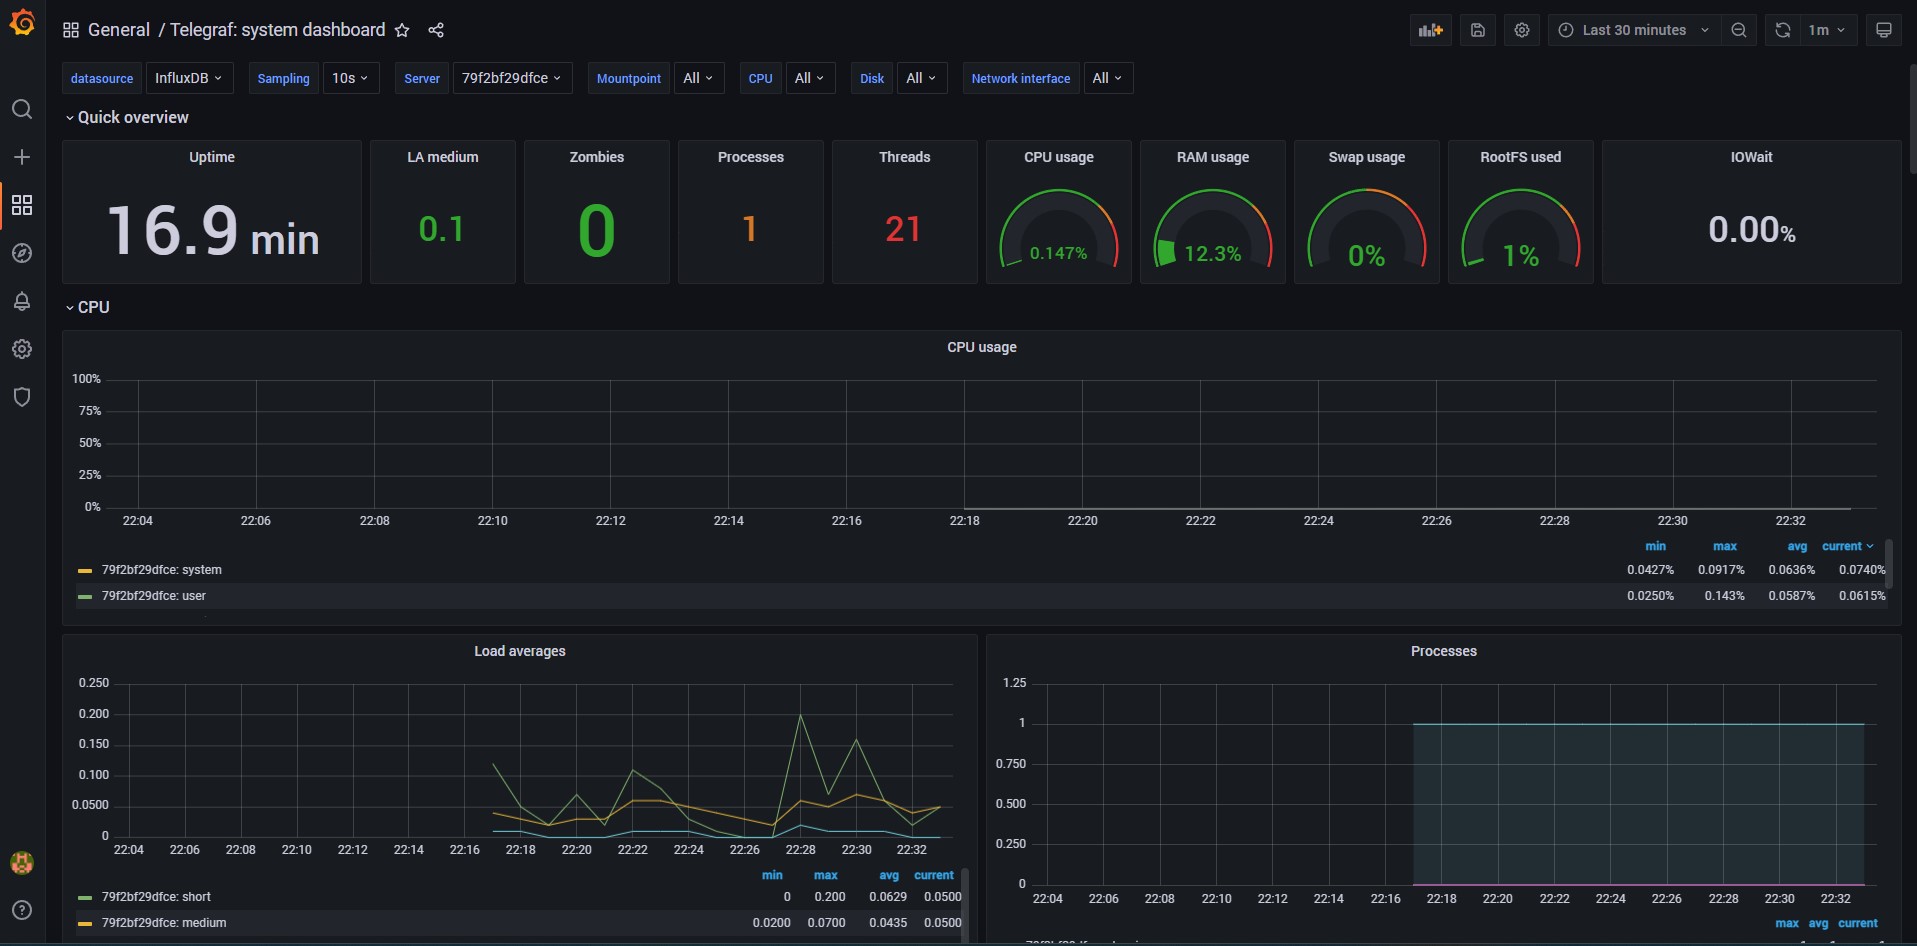 General / Telegraf: system dashboard
Last 30 minutes 1m
datasource InfluxDB Sampling 10s Server 79f2bf29dfce Mountpoint All CPU All Disk All Network interface All
Quick overview
Uptime LA medium Zombies Processes Threads CPU usage RAM usage Swap usage RootFS used IOWait
16.9 min 0.1 0 1 21 0.147% 12.3% 0% 1% 0.00%
CPU
CPU usage
100%
75%
50%
25%
0%
22:04 22:06 22:08 22:10 22:12 22:14 22:16 22:18 22:20 22:22 22:24 22:26 22:28 22:30 22:32
min max avg current
79f2bf29dfce: system 0.0427% 0.0917% 0.0636% 0.0740%
79f2bf29dfce: user 0.0250% 0.143% 0.0587% 0.0615%
Load averages
0.250
0.200
0.150
0.100
0.0500
0
22:04 22:06 22:08 22:10 22:12 22:14 22:16 22:18 22:20 22:22 22:24 22:26 22:28 22:30 22:32
min max avg current
79f2bf29dfce: short 0 0.200 0.0629 0.0500
79f2bf29dfce: medium 0.0200 0.0700 0.0435 0.0500
Processes
1.25
1
0.750
0.500
0.250
0
22:04 22:06 22:08 22:10 22:12 22:14 22:16 22:18 22:20 22:22 22:24 22:26 22:28 22:30 22:32
max avg current